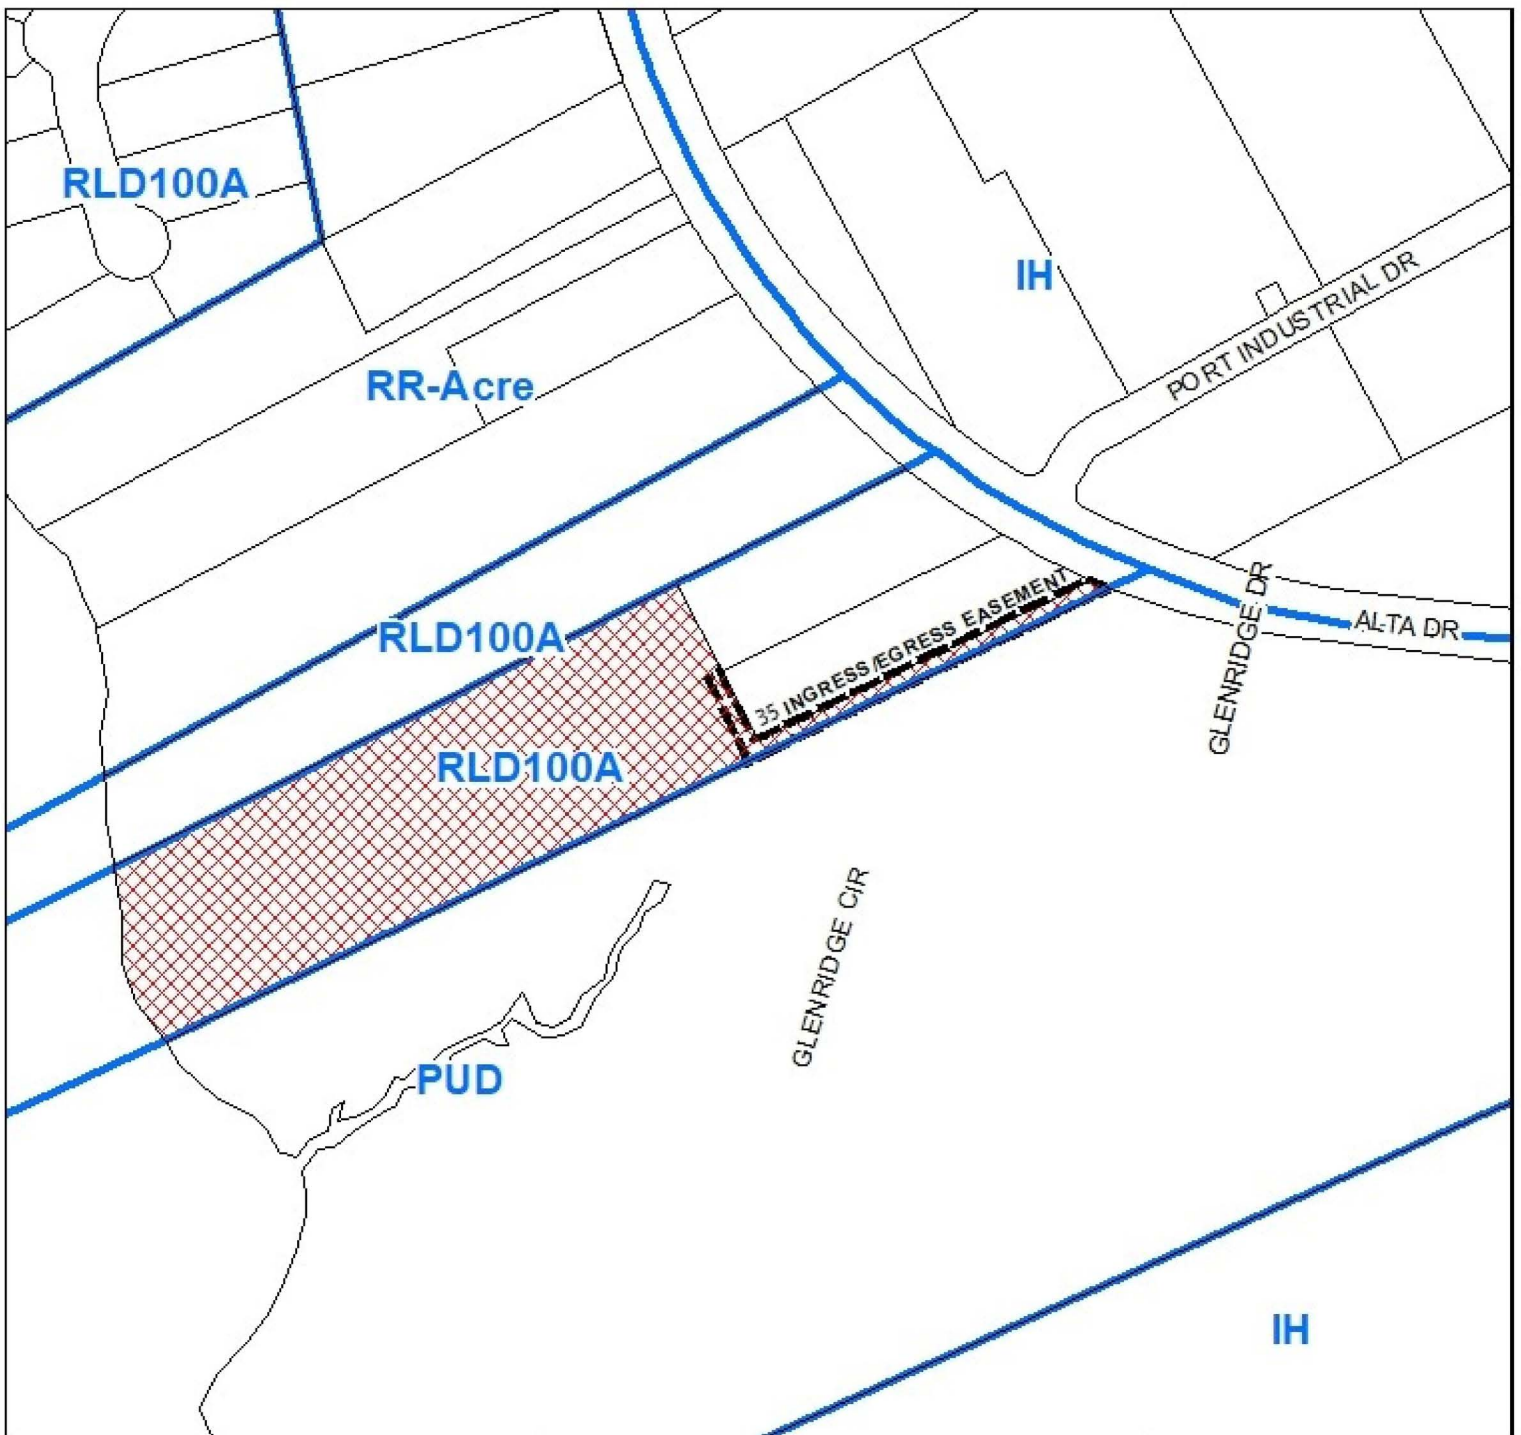 RLD100A
IH
PORT INDUSTRIAL DR
RR-Acre
GLENRIDGE DR
ALTA DR
RLD100A
35 INGRESS/EGRESS EASEMENT
RLD100A
GLENRIDGE CIR
PUD
IH